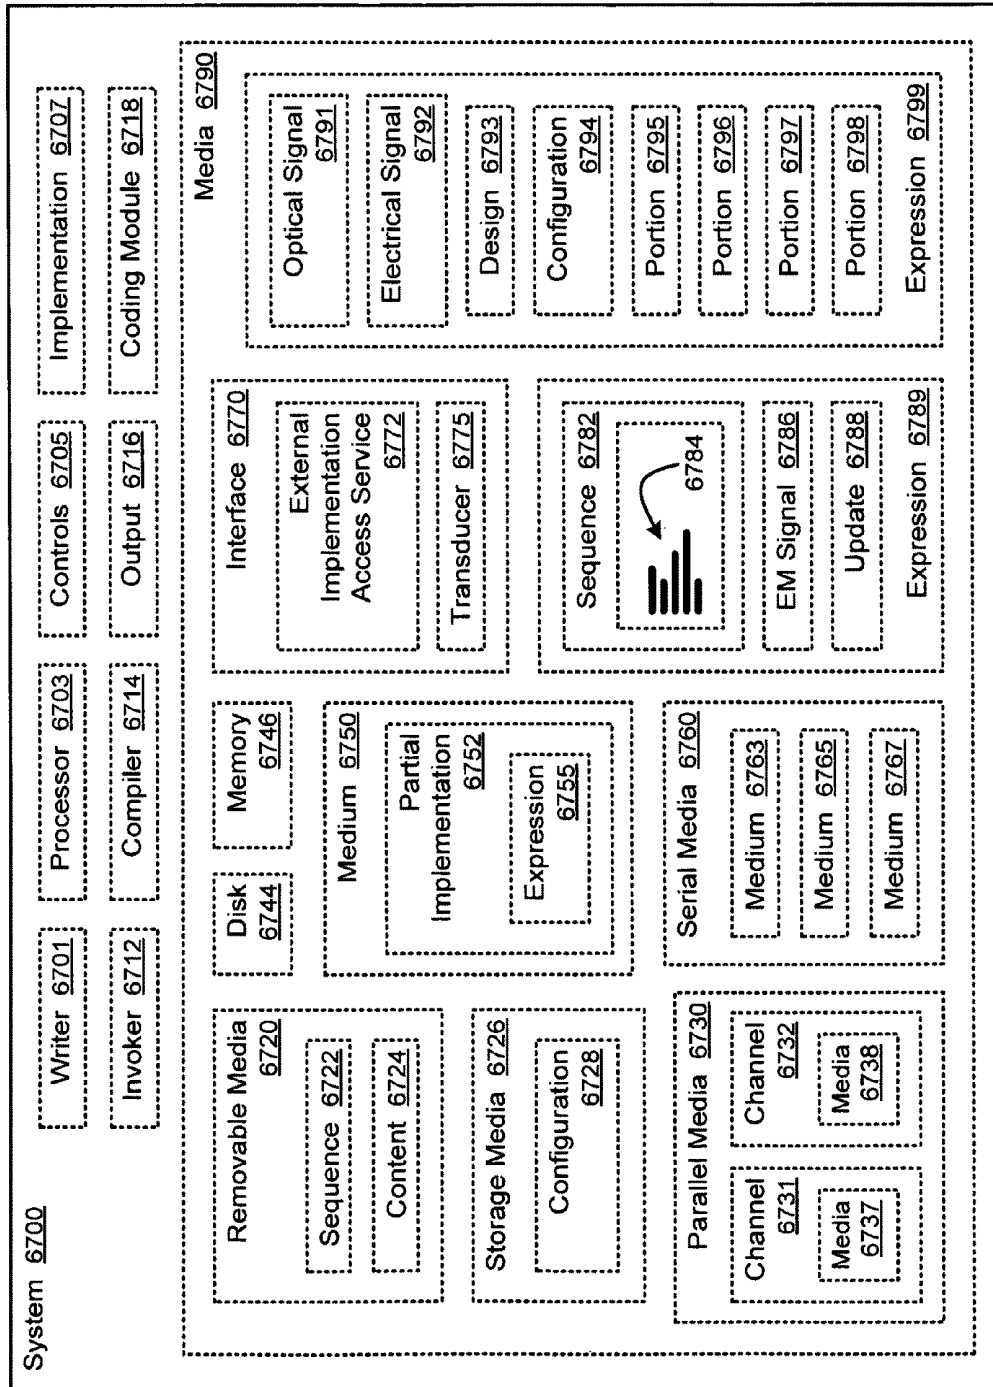 System 6700
Writer 6701
Processor 6703
Controls 6705
Implementation 6707
Invoker 6712
Compiler 6714
Output 6716
Coding Module 6718
Media 6790
Removable Media
6720
Sequence 6722
Content 6724
Storage Media 6726
Configuration
6728
Parallel Media 6730
Channel
6731
Media
6737
Channel
6732
Media
6738
Disk
6744
Memory
6746
Medium 6750
Partial
Implementation
6752
Expression
6755
Serial Media 6760
Medium 6763
Medium 6765
Medium 6767
Interface 6770
External
Implementation
Access Service
6772
Transducer 6775
Sequence 6782
6784
EM Signal 6786
Update 6788
Expression 6789
Optical Signal
6791
Electrical Signal
6792
Design 6793
Configuration
6794
Portion 6795
Portion 6796
Portion 6797
Portion 6798
Expression 6799